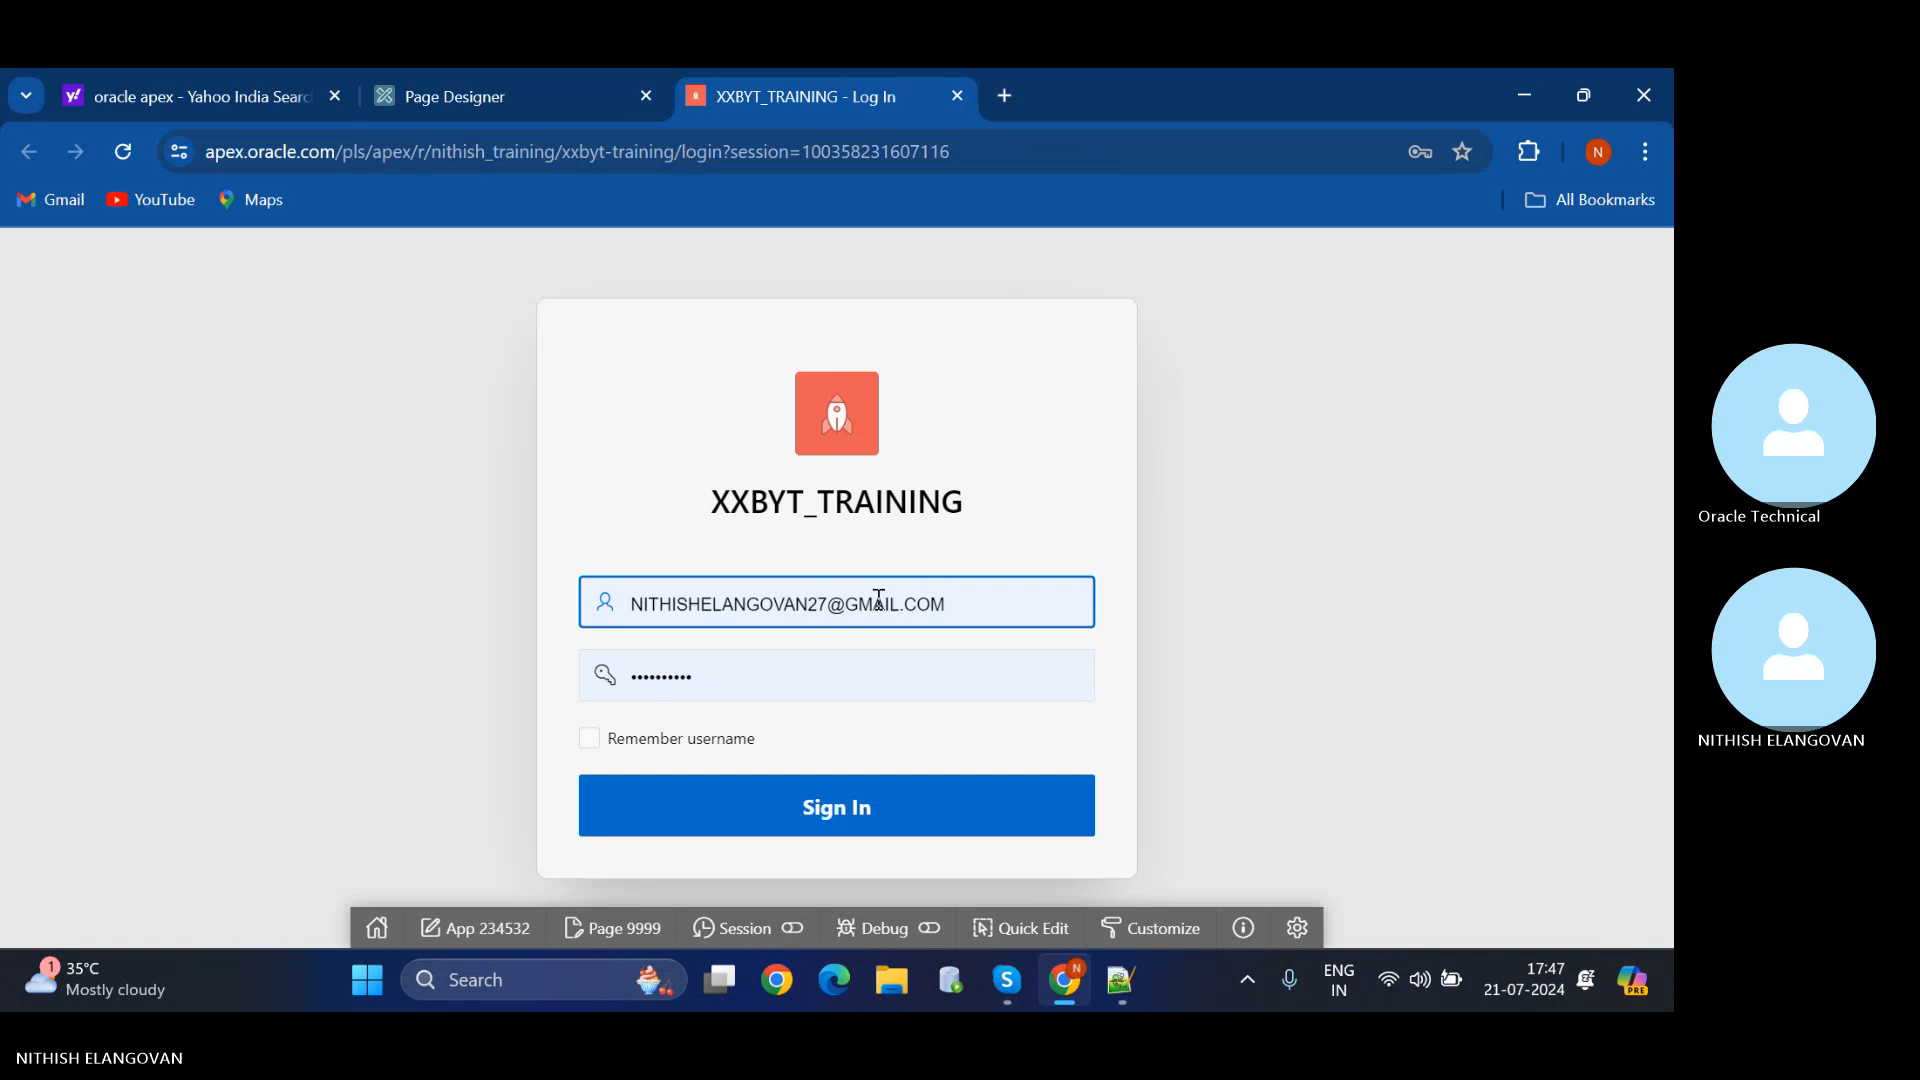 oracle apex - Yahoo India Searc
Page Designer
XXBYT_TRAINING - Log In
apex.oracle.com/pls/apex/r/nithish_training/xxbyt-training/login?session=100358231607116
N
Gmail
YouTube
Maps
All Bookmarks
XXBYT_TRAINING
NITHISHELANGOVAN27@GMAIL.COM
Remember username
Sign In
App 234532
Page 9999
Session
Debug
Quick Edit
Customize
Oracle Technical
NITHISH ELANGOVAN
1
35°C
Mostly cloudy
Search
N
ENG
IN
17:47
21-07-2024
PRE
NITHISH ELANGOVAN